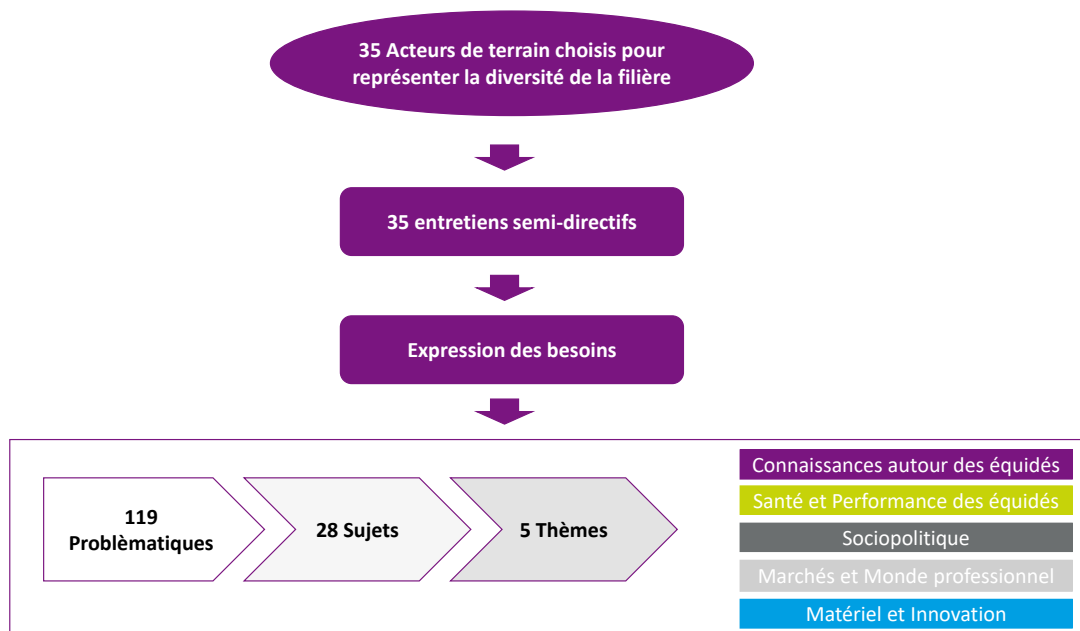 35 Acteurs de terrain choisis pour
représenter la diversité de la filière
35 entretiens semi-directifs
Expression des besoins
119
Problèmatiques
28 Sujets
5 Thèmes
Connaissances autour des équidés
Santé et Performance des équidés
Sociopolitique
Marchés et Monde professionnel
Matériel et Innovation